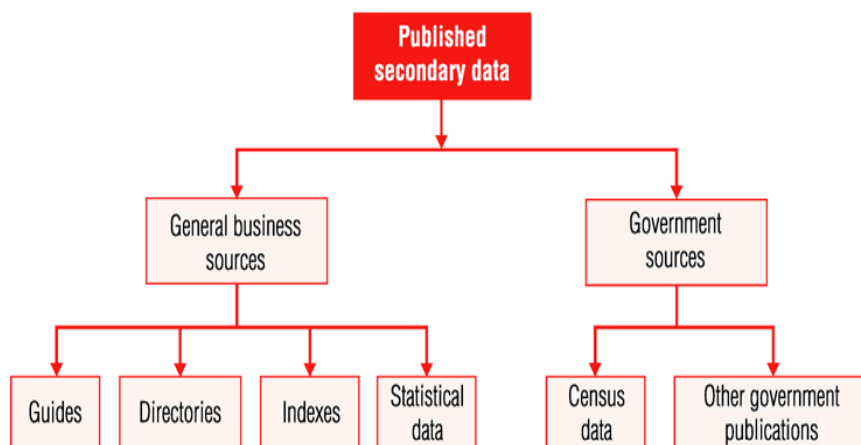 Published
secondary data
General business
sources
Government
sources
Guides
Directories
Indexes
Statistical
data
Census
data
Other government
publications